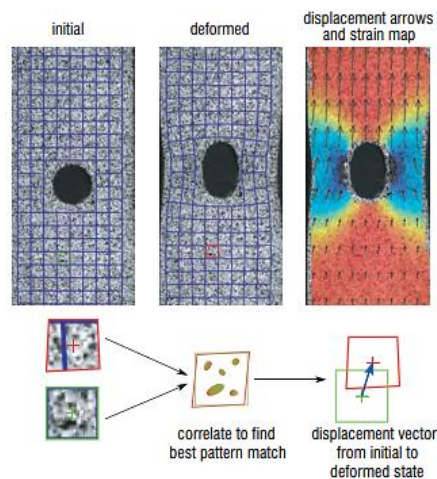 initial
deformed
displacement arrows
and strain map
correlate to find
best pattern match
displacement vector
from initial to
deformed state